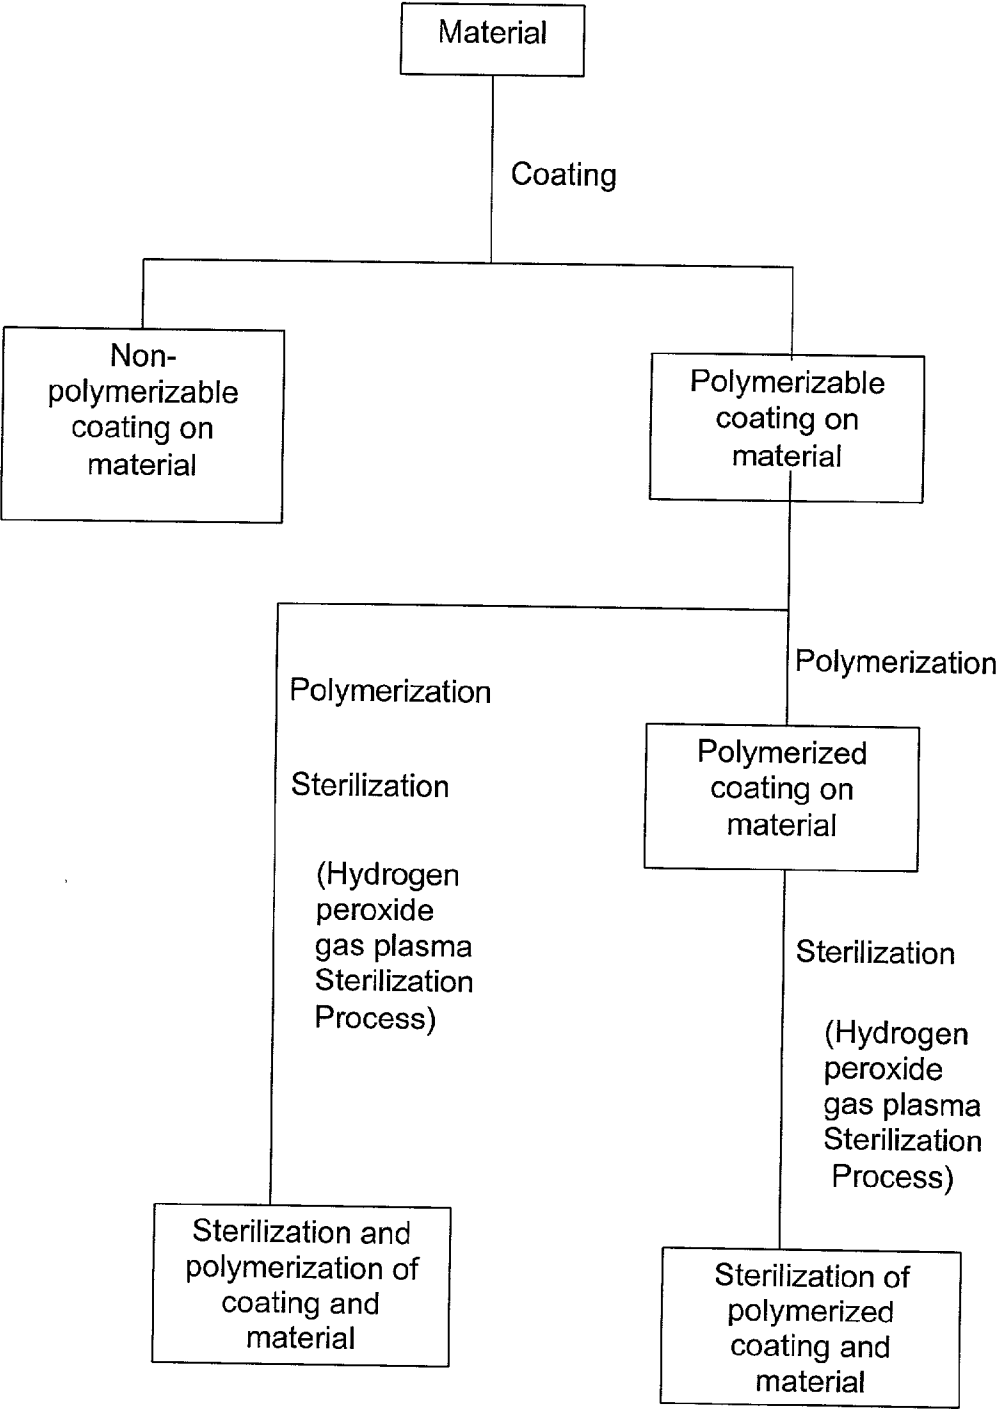 Material
Coating
Non-
polymerizable
coating on
material
Polymerizable
coating on
material
Polymerization
Sterilization
(Hydrogen
peroxide
gas plasma
Sterilization
Process)
Polymerization
Polymerized
coating on
material
Sterilization
(Hydrogen
peroxide
gas plasma
Sterilization
Process)
Sterilization and
polymerization of
coating and
material
Sterilization of
polymerized
coating and
material